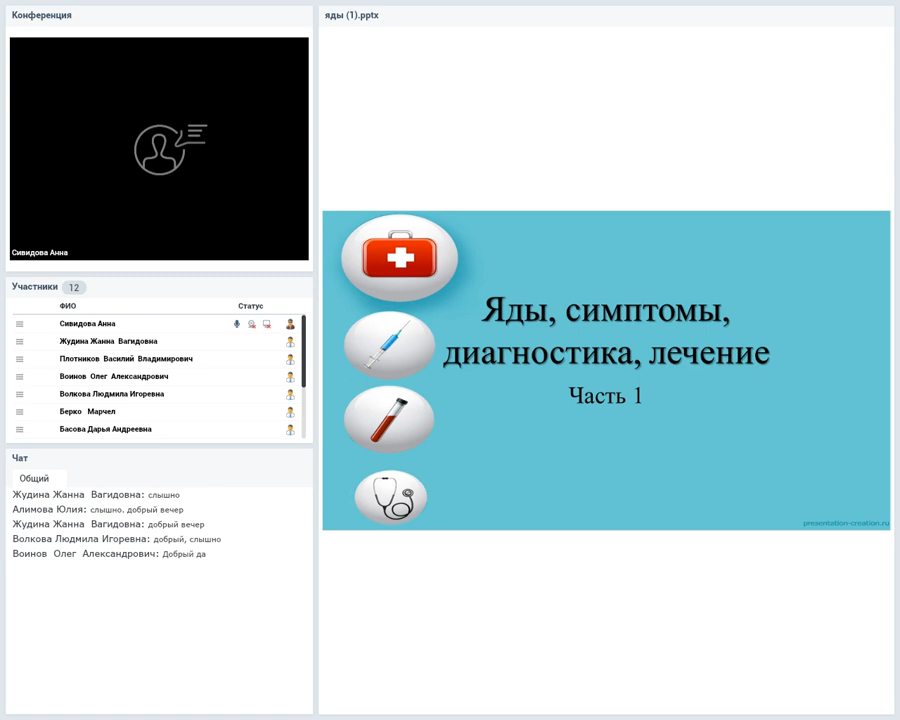 Конференция
Сивидова Анна
Участники 12
ФИО Статус
Сивидова Анна
Жудина Жанна Вагидовна
Плотников Василий Владимирович
Воинов Олег Александрович
Волкова Людмила Игоревна
Берко Марчел
Басова Дарья Андреевна
Чат
Общий
Жудина Жанна Вагидовна: слышно
Алимова Юлия: слышно. добрый вечер
Жудина Жанна Вагидовна: добрый вечер
Волкова Людмила Игоревна: добрый, слышно
Воинов Олег Александрович: Добрый да
яды (1).pptx
Яды, симптомы,
диагностика, лечение
Часть 1
presentation-creation.ru